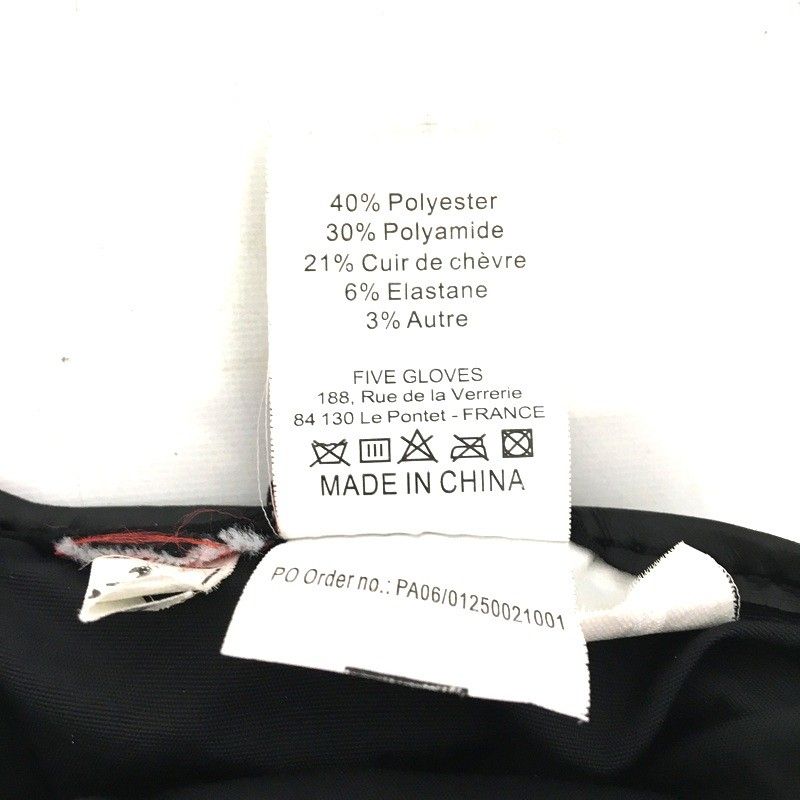 40% Polyester
30% Polyamide
21% Cuir de chèvre
6% Elastane
3% Autre
FIVE GLOVES
188, Rue de la Verrerie
84 130 Le Pontet - FRANCE
MADE IN CHINA
PO Order no.: PA06/01250021001